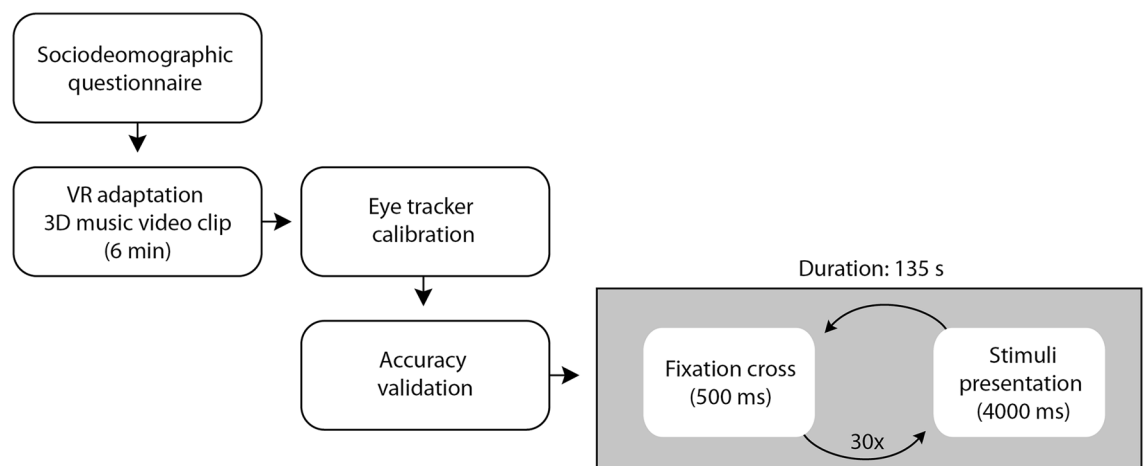 Sociodeomographic
questionnaire
VR adaptation
3D music video clip
(6 min)
Eye tracker
calibration
Accuracy
validation
Duration: 135 s
Fixation cross
(500 ms)
Stimuli
presentation
(4000 ms)
30x